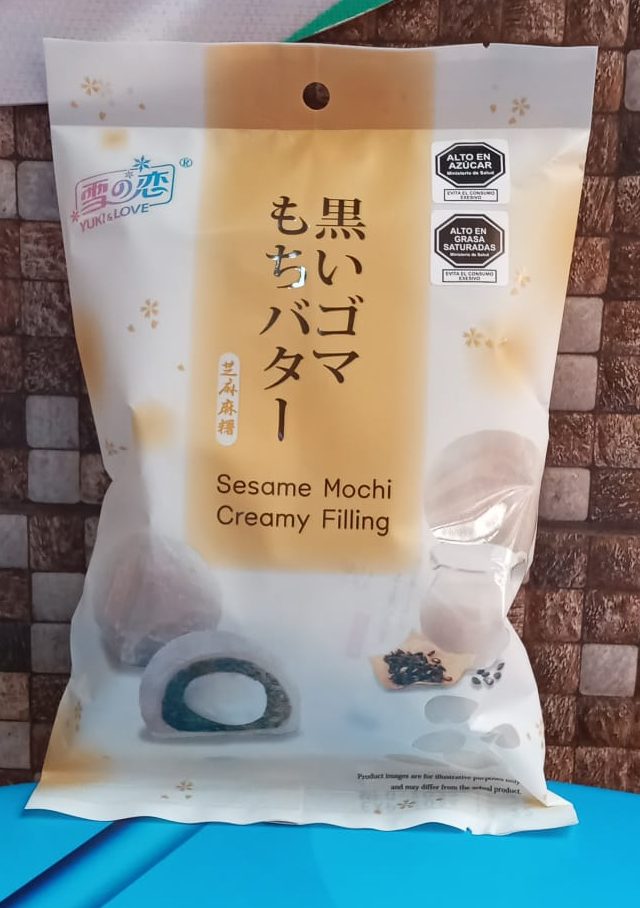 雪の恋®
YUKI & LOVE
ALTO EN
AZÚCAR
Ministerio de Salud
EVITA EL CONSUMO
EXESIVO
ALTO EN
GRASA
SATURADAS
Ministerio de Salud
EVITA EL CONSUMO
EXESIVO
黒いゴマ
もちバター
芝麻麻糬
Sesame Mochi
Creamy Filling
Product images are for illustrative purposes only
and may differ from the actual product.